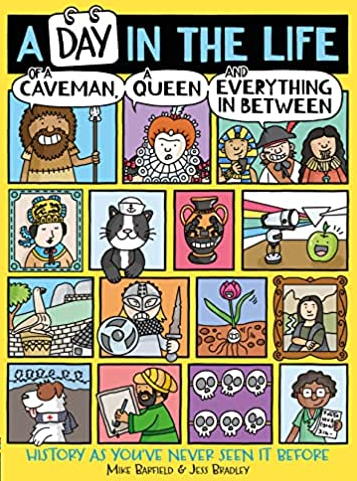 A DAY IN THE LIFE
OF A CAVEMAN,
A QUEEN
AND EVERYTHING
IN BETWEEN
HISTORY AS YOU'VE NEVER SEEN IT BEFORE
MIKE BARFIELD & JESS BRADLEY